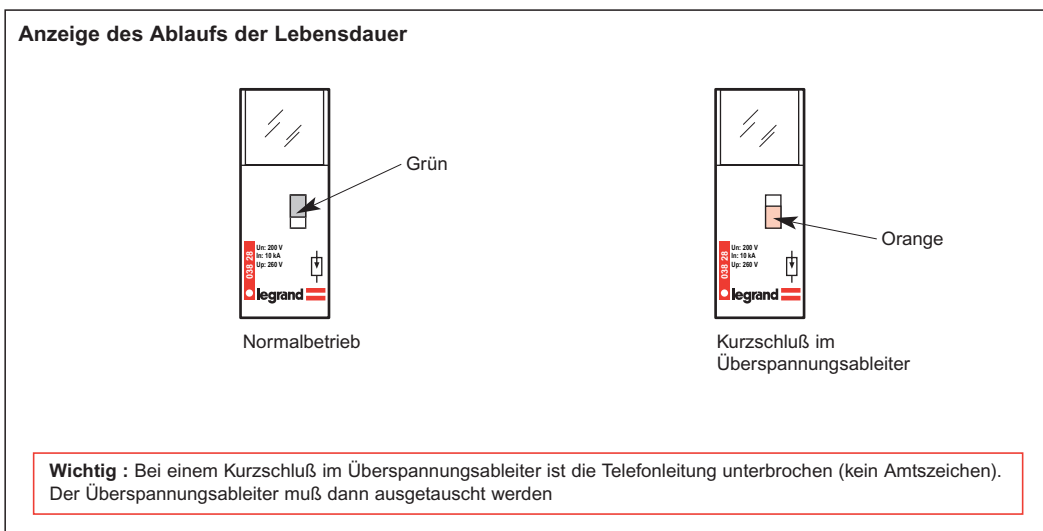 Anzeige des Ablaufs der Lebensdauer
Grün
038 28
Un: 200 V
In: 10 kA
Up: 260 V
legrand
Normalbetrieb
Orange
038 28
Un: 200 V
In: 10 kA
Up: 260 V
legrand
Kurzschluß im
Überspannungsableiter
Wichtig : Bei einem Kurzschluß im Überspannungsableiter ist die Telefonleitung unterbrochen (kein Amtszeichen).
Der Überspannungsableiter muß dann ausgetauscht werden